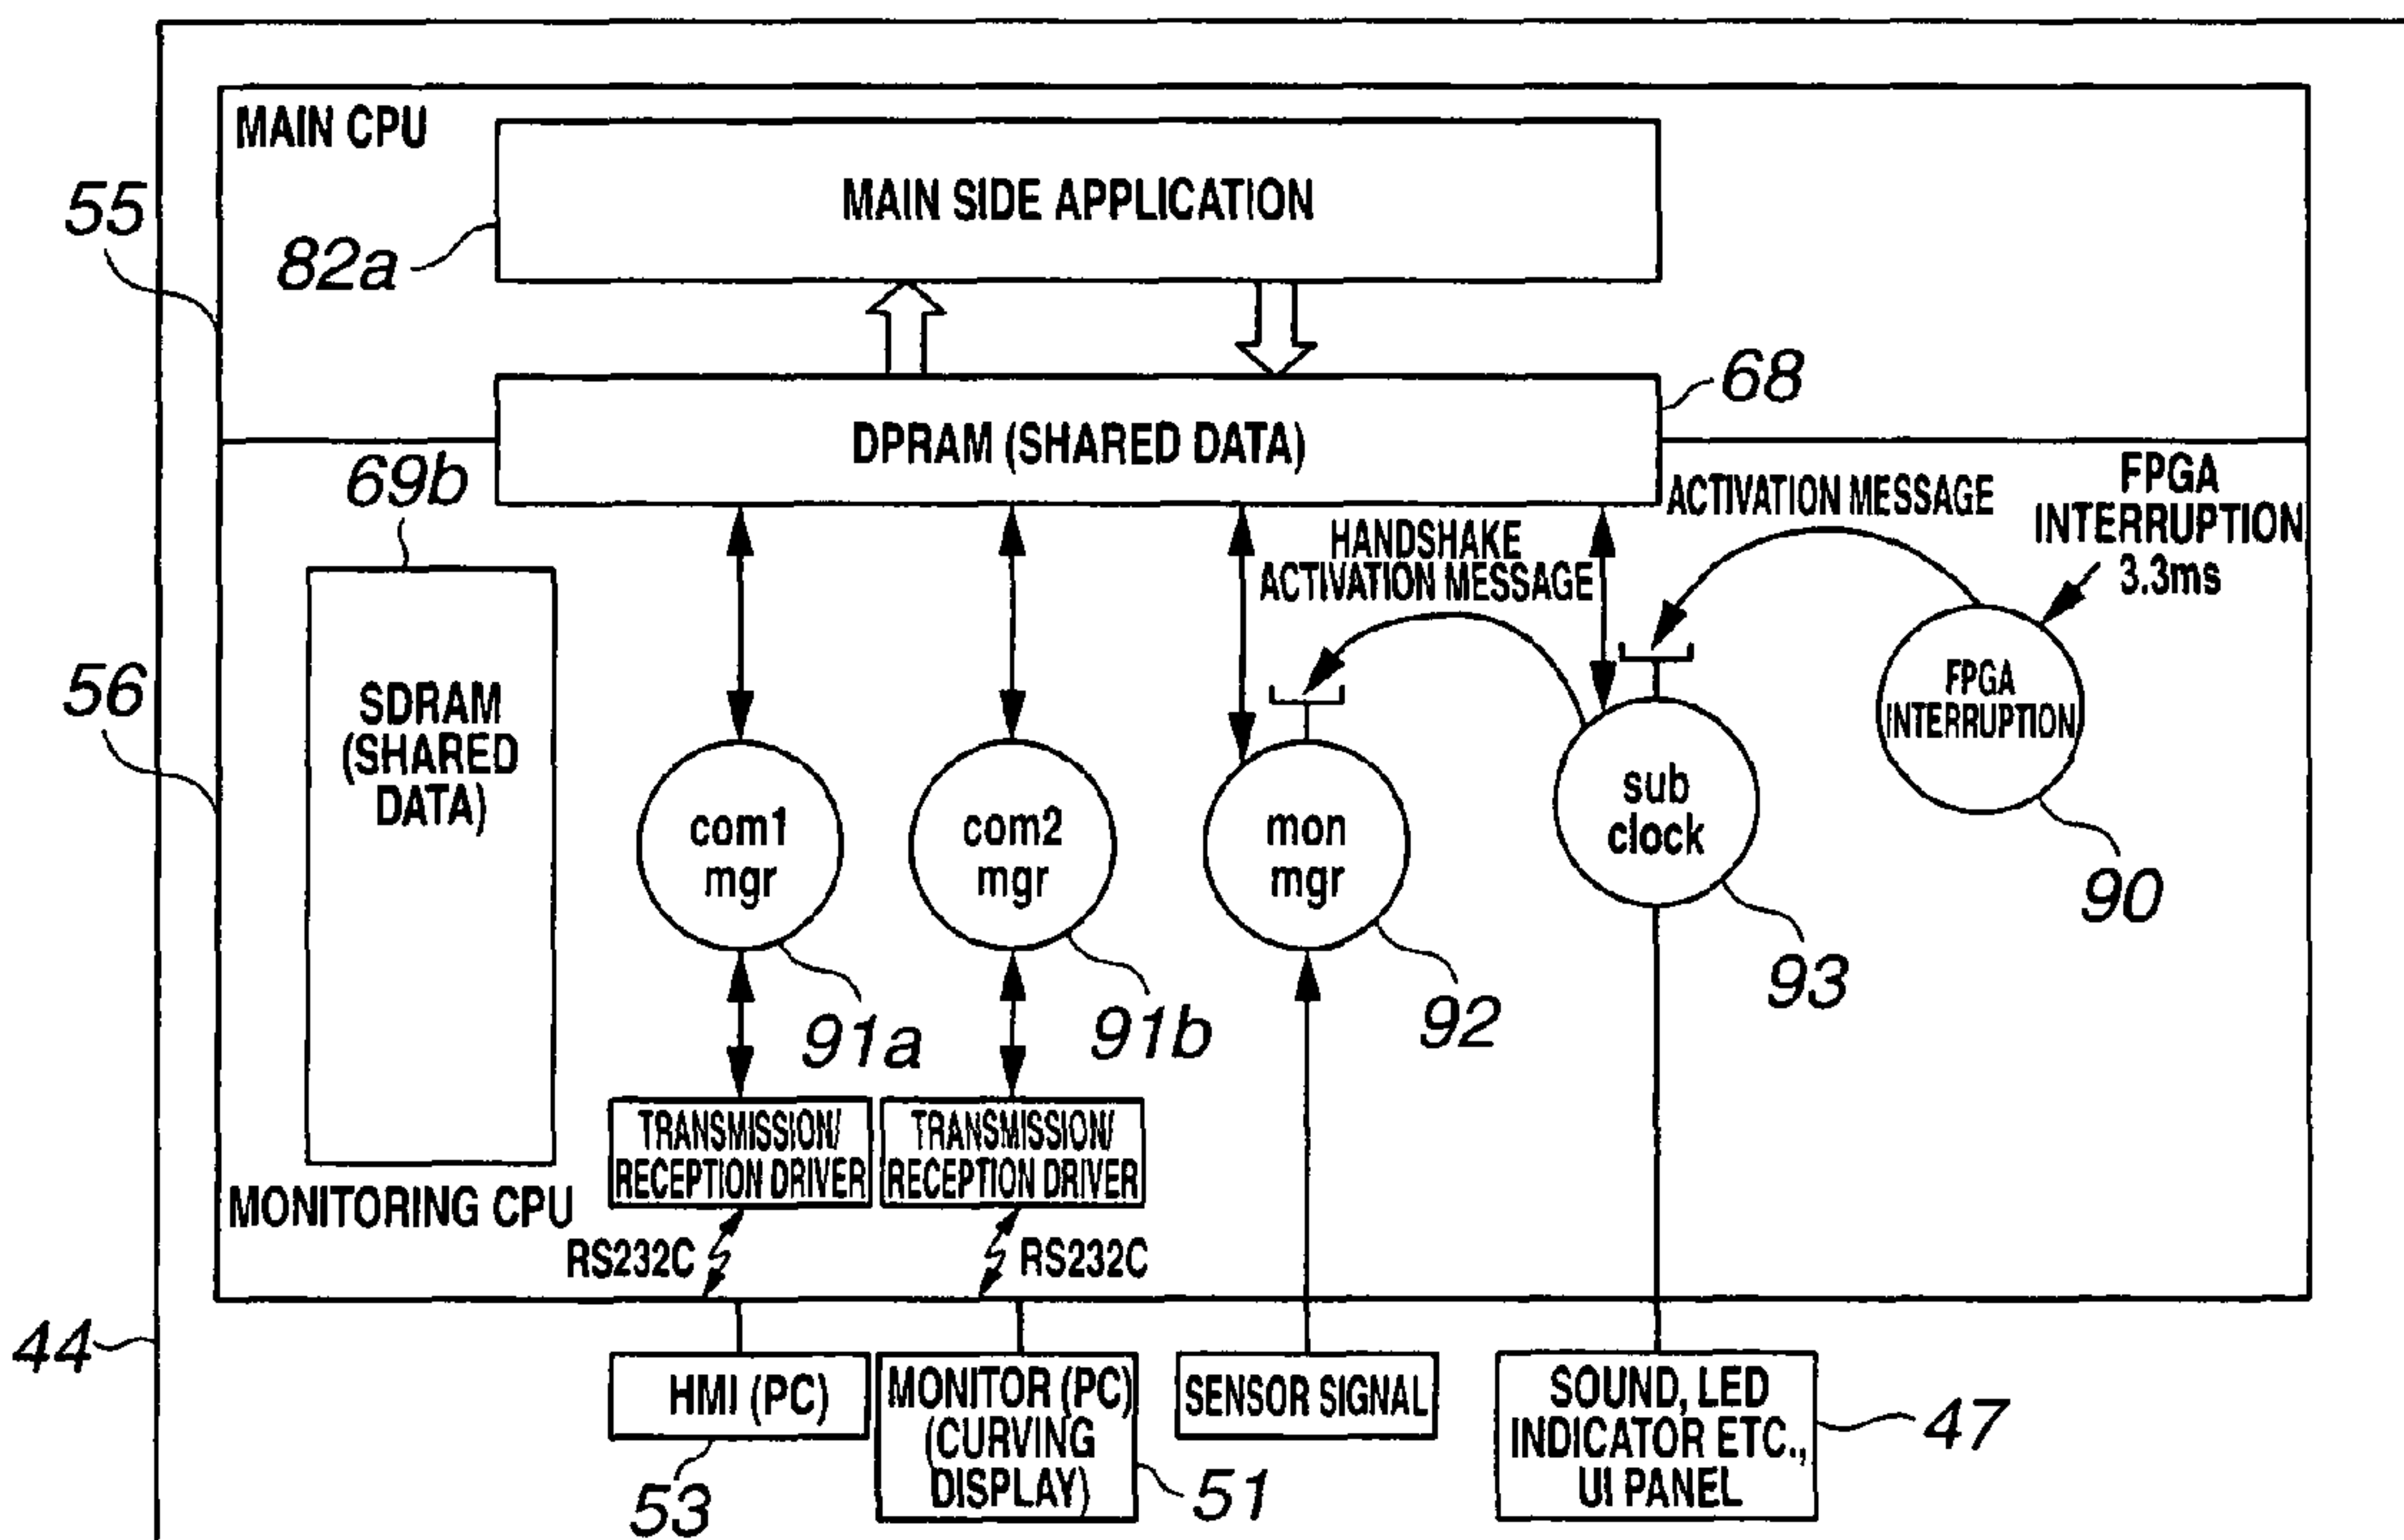 MAIN CPU
MAIN SIDE APPLICATION
55
82a
68
DPRAM (SHARED DATA)
69b
ACTIVATION MESSAGE
FPGA
INTERRUPTION
3.3ms
HANDSHAKE
ACTIVATION MESSAGE
56
SDRAM
(SHARED
DATA)
FPGA
INTERRUPTION
com1
mgr
com2
mgr
mon
mgr
sub
clock
90
93
91a
91b
92
TRANSMISSION/
RECEPTION DRIVER
TRANSMISSION/
RECEPTION DRIVER
MONITORING CPU
RS232C
RS232C
44
HMI (PC)
MONITOR (PC)
(CURVING
DISPLAY)
SENSOR SIGNAL
SOUND, LED
INDICATOR ETC.,
UI PANEL
47
53
51